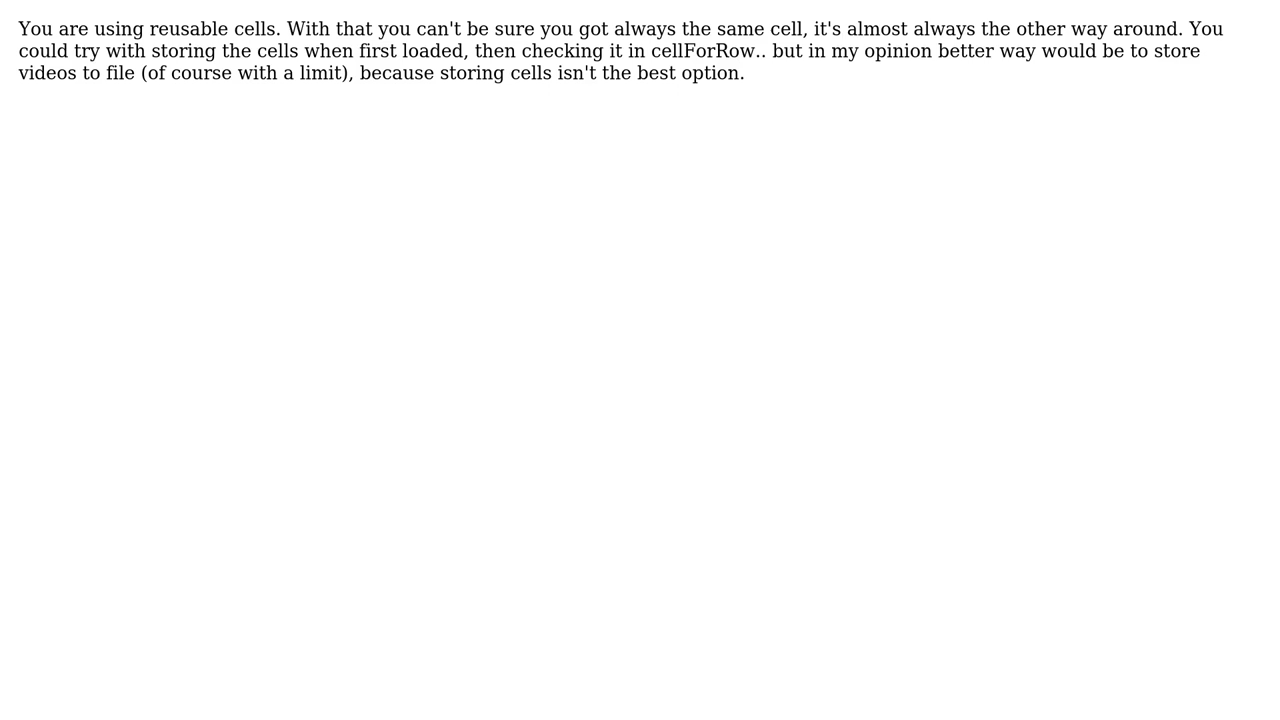 You are using reusable cells. With that you can't be sure you got always the same cell, it's almost always the other way around. You
could try with storing the cells when first loaded, then checking it in cellForRow.. but in my opinion better way would be to store
videos to file (of course with a limit), because storing cells isn't the best option.